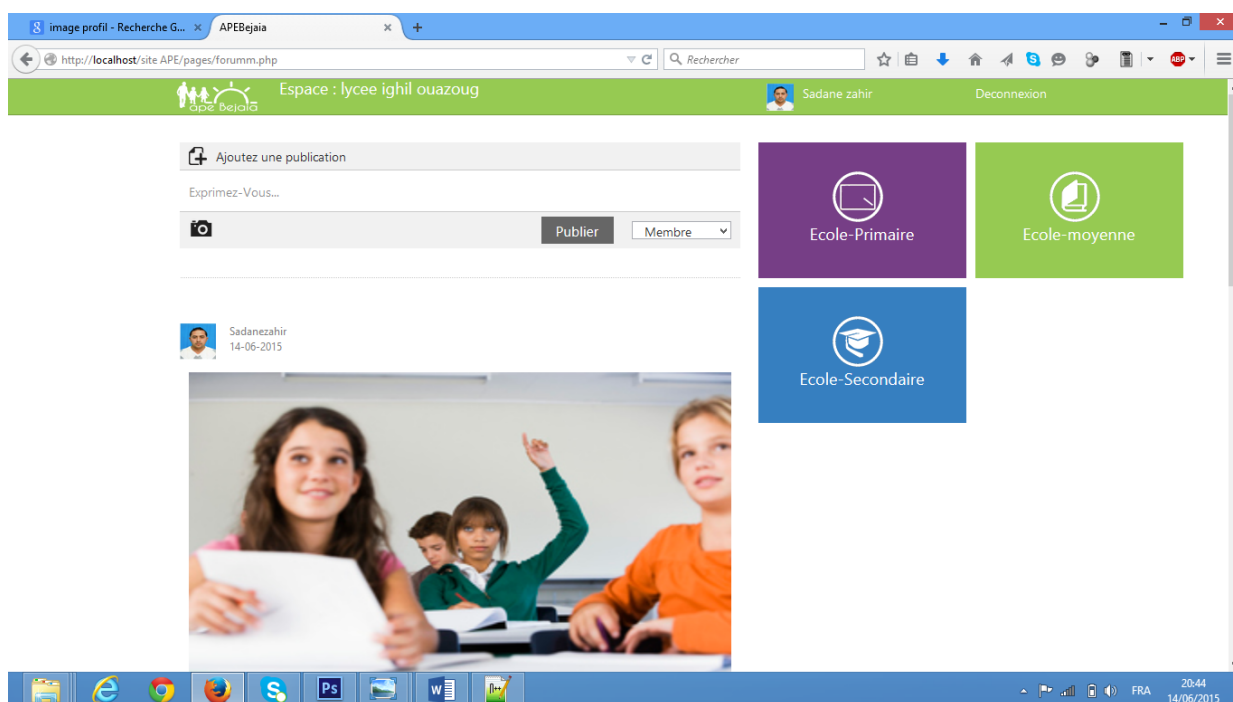 image profil - Recherche G...
APEBejaia
http://localhost/site APE/pages/forumm.php
Rechercher
ABP
ape Bejaia
Espace : lycee ighil ouazoug
Sadane zahir
Deconnexion
Ajoutez une publication
Exprimez-Vous...
Publier
Membre
Ecole-Primaire
Ecole-moyenne
Ecole-Secondaire
Sadanezahir
14-06-2015
Ps
FRA
20:44
14/06/2015